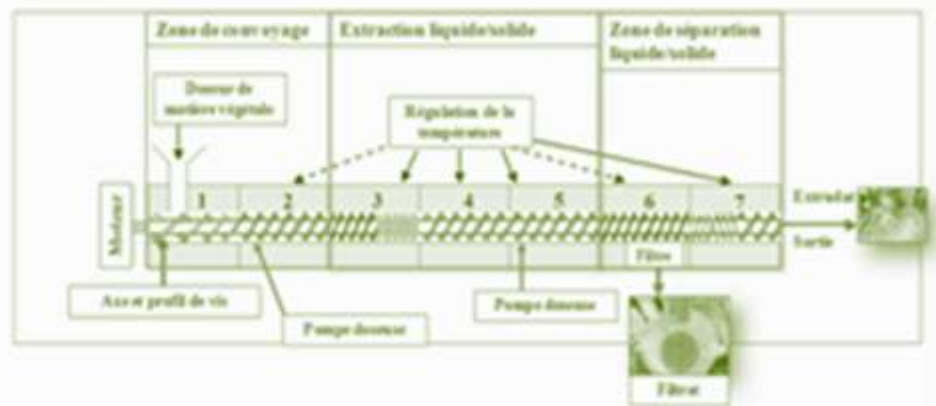 Zone de convoyage
Extraction liquide/solide
Zone de séparation
liquide/solide
Doseur de
matière végétale
Régulation de la
température
Moteur
1
2
3
4
5
6
7
Extrudat
Sortie
Filtre
Axe et profil de vis
Pompe doseuse
Pompe doseuse
Filtrat